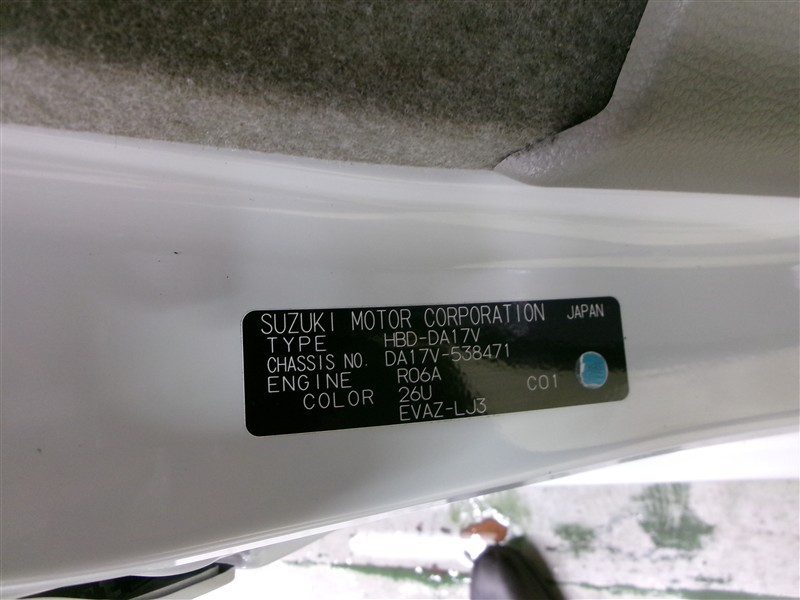 SUZUKI MOTOR CORPORATION JAPAN
TYPE HBD-DA17V
CHASSIS NO. DA17V-538471
ENGINE R06A
COLOR 26U C01
EVAZ-LJ3